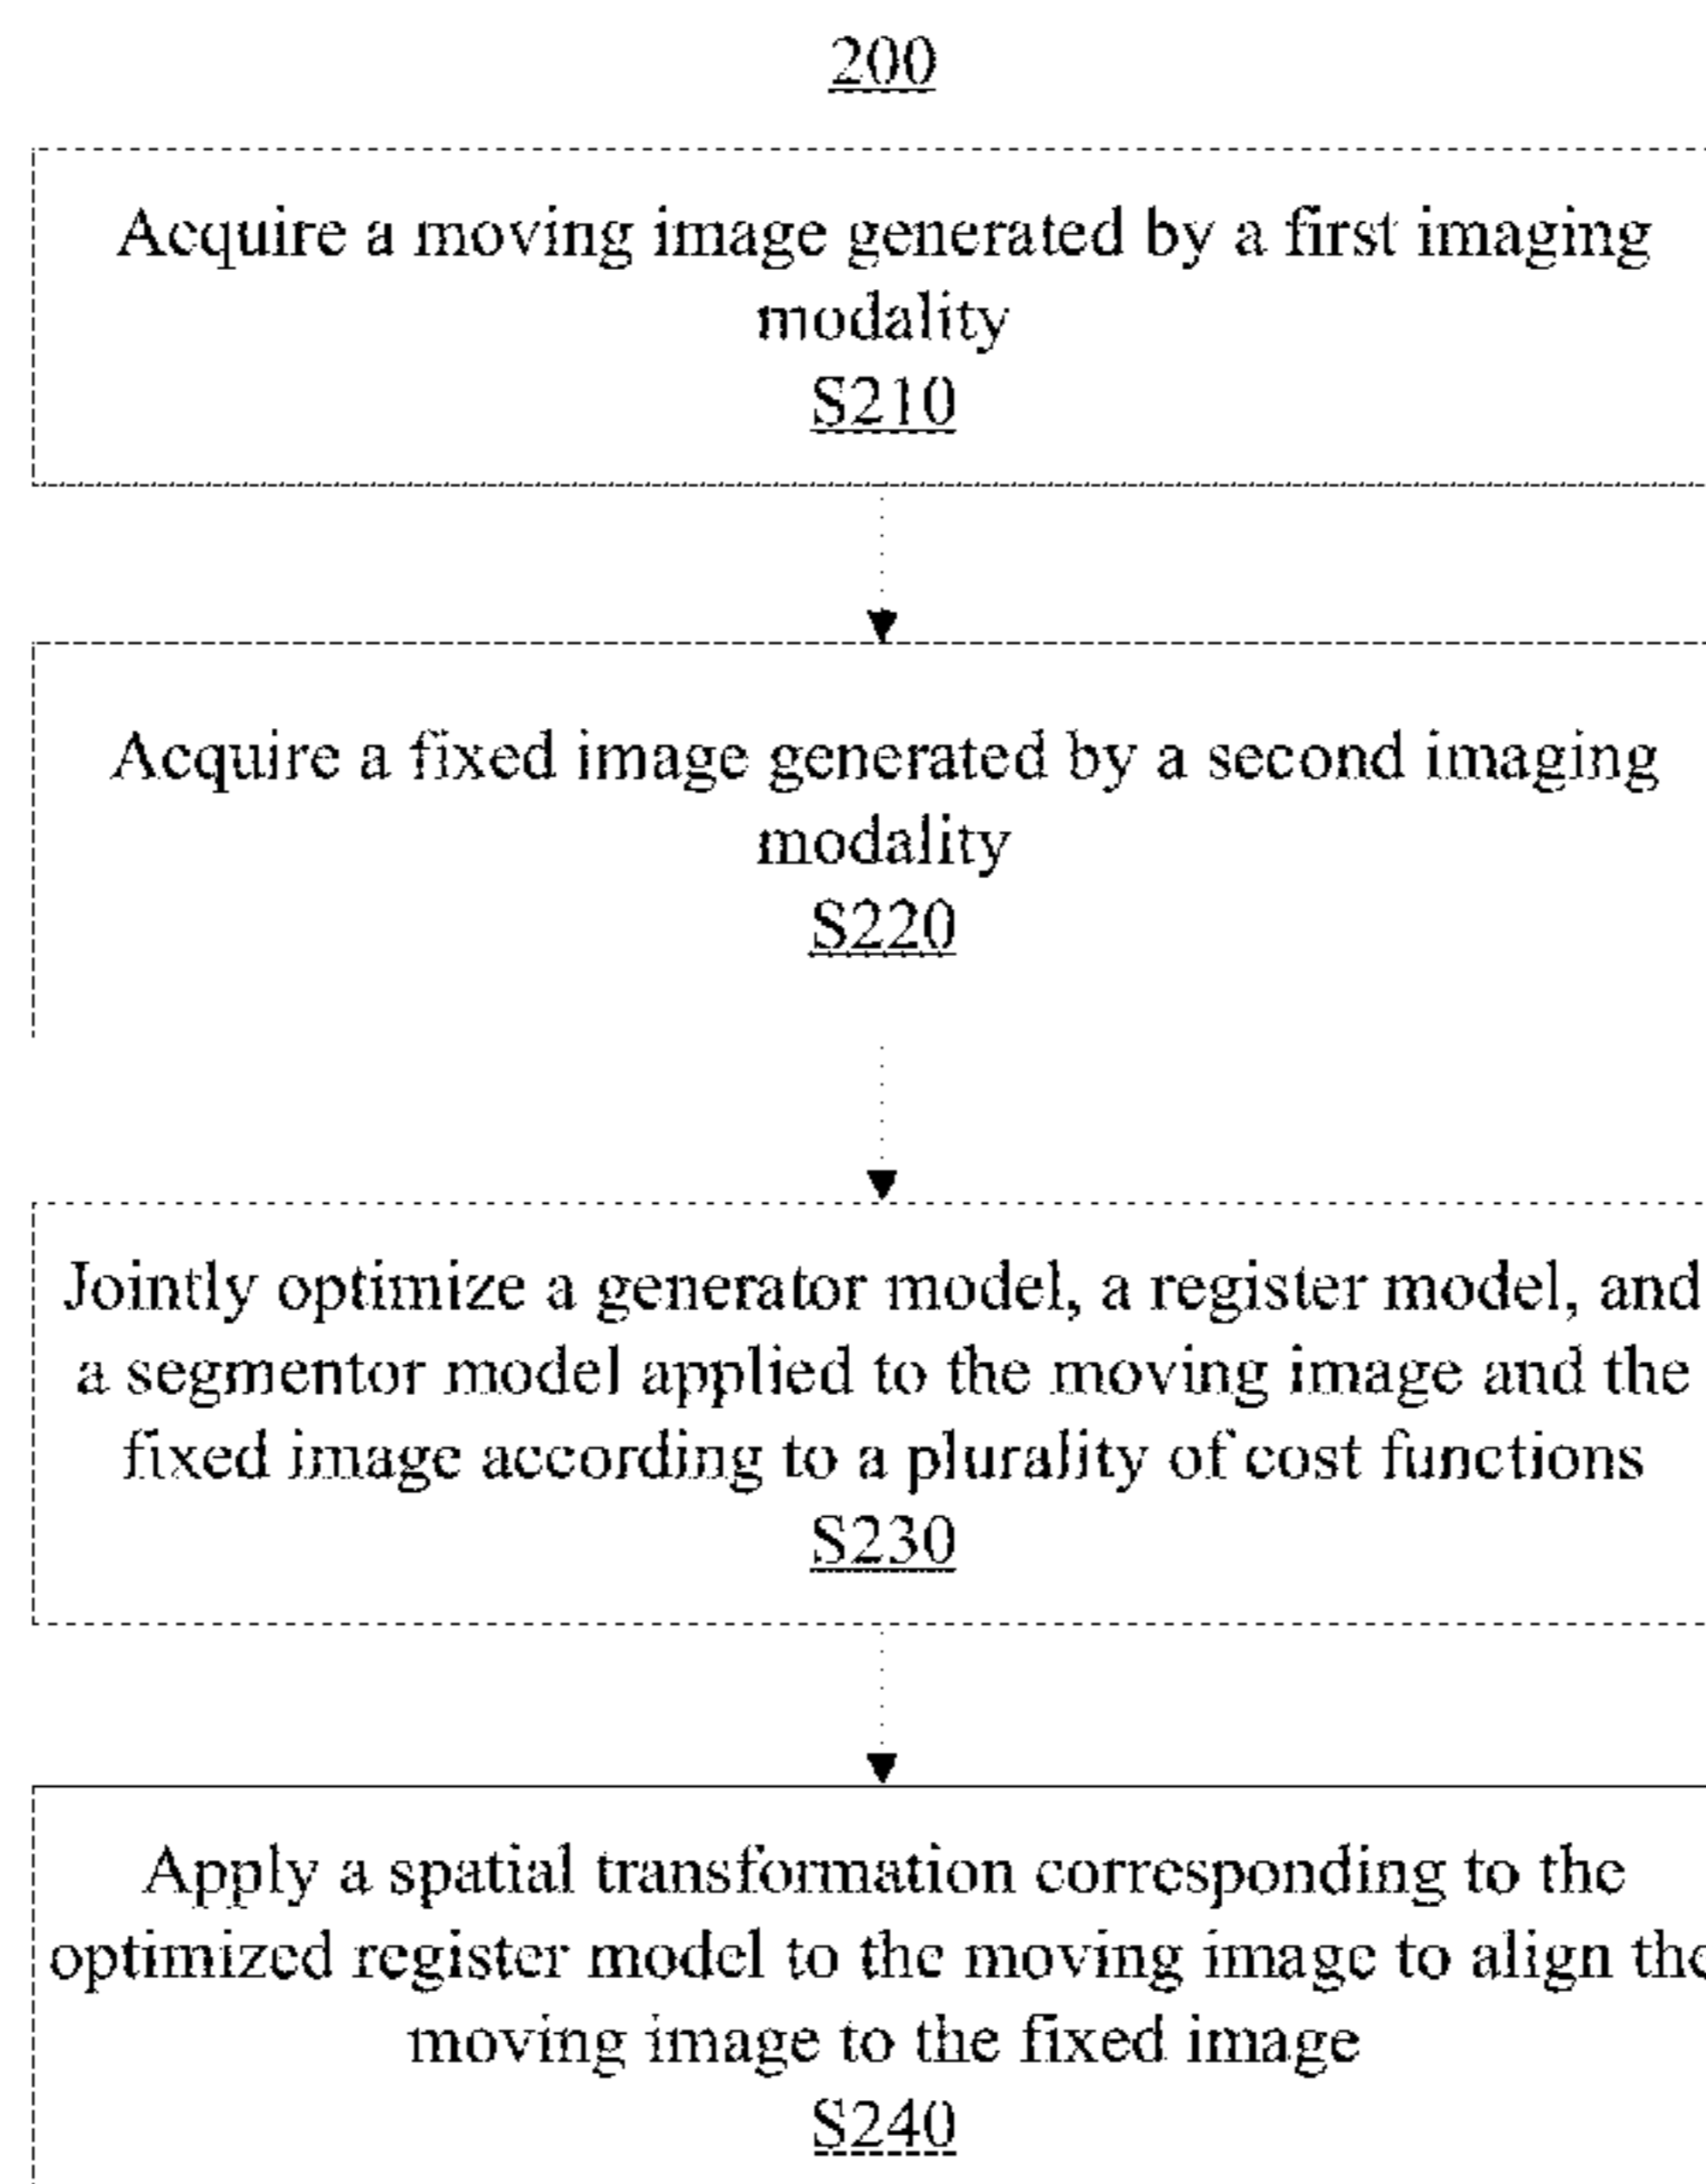 200
Acquire a moving image generated by a first imaging
modality
S210
Acquire a fixed image generated by a second imaging
modality
S220
Jointly optimize a generator model, a register model, and
a segmentor model applied to the moving image and the
fixed image according to a plurality of cost functions
S230
Apply a spatial transformation corresponding to the
optimized register model to the moving image to align the
moving image to the fixed image
S240